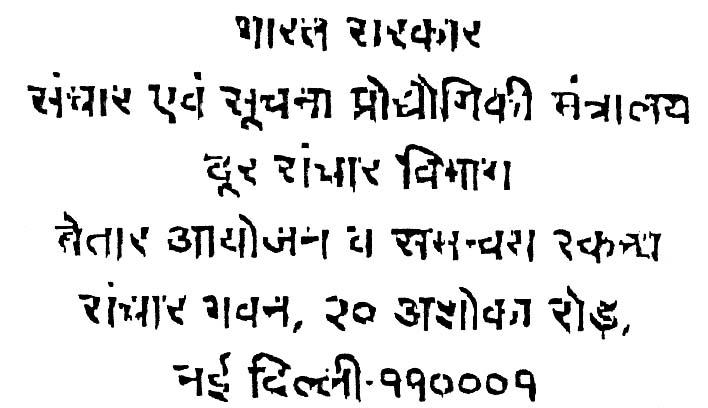 भारत सरकार
संचार एवं सूचना प्रोद्यौगिकी मंत्रालय
दूर संचार विभाग
बेतार आयोजन व समन्वय स्कन्ध
संचार भवन, २० अशोका रोड़,
नई दिल्ली-११०००१